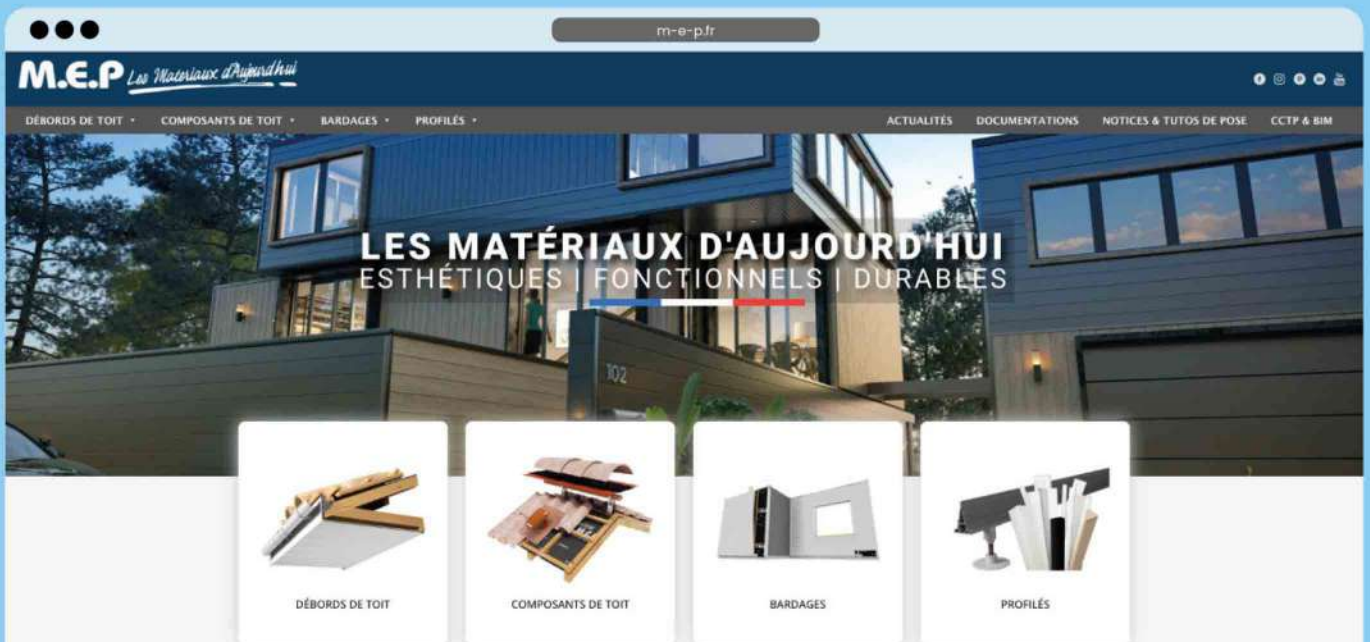 m-e-p.fr
M.E.P Les Materiaux d'Aujourd'hui
DÉBORDS DE TOIT COMPOSANTS DE TOIT BARDAGES PROFILÉS ACTUALITÉS DOCUMENTATIONS NOTICES & TUTOS DE POSE CCTP & BIM
LES MATÉRIAUX D'AUJOURD'HUI
ESTHÉTIQUES | FONCTIONNELS | DURABLES
102
DÉBORDS DE TOIT COMPOSANTS DE TOIT BARDAGES PROFILÉS